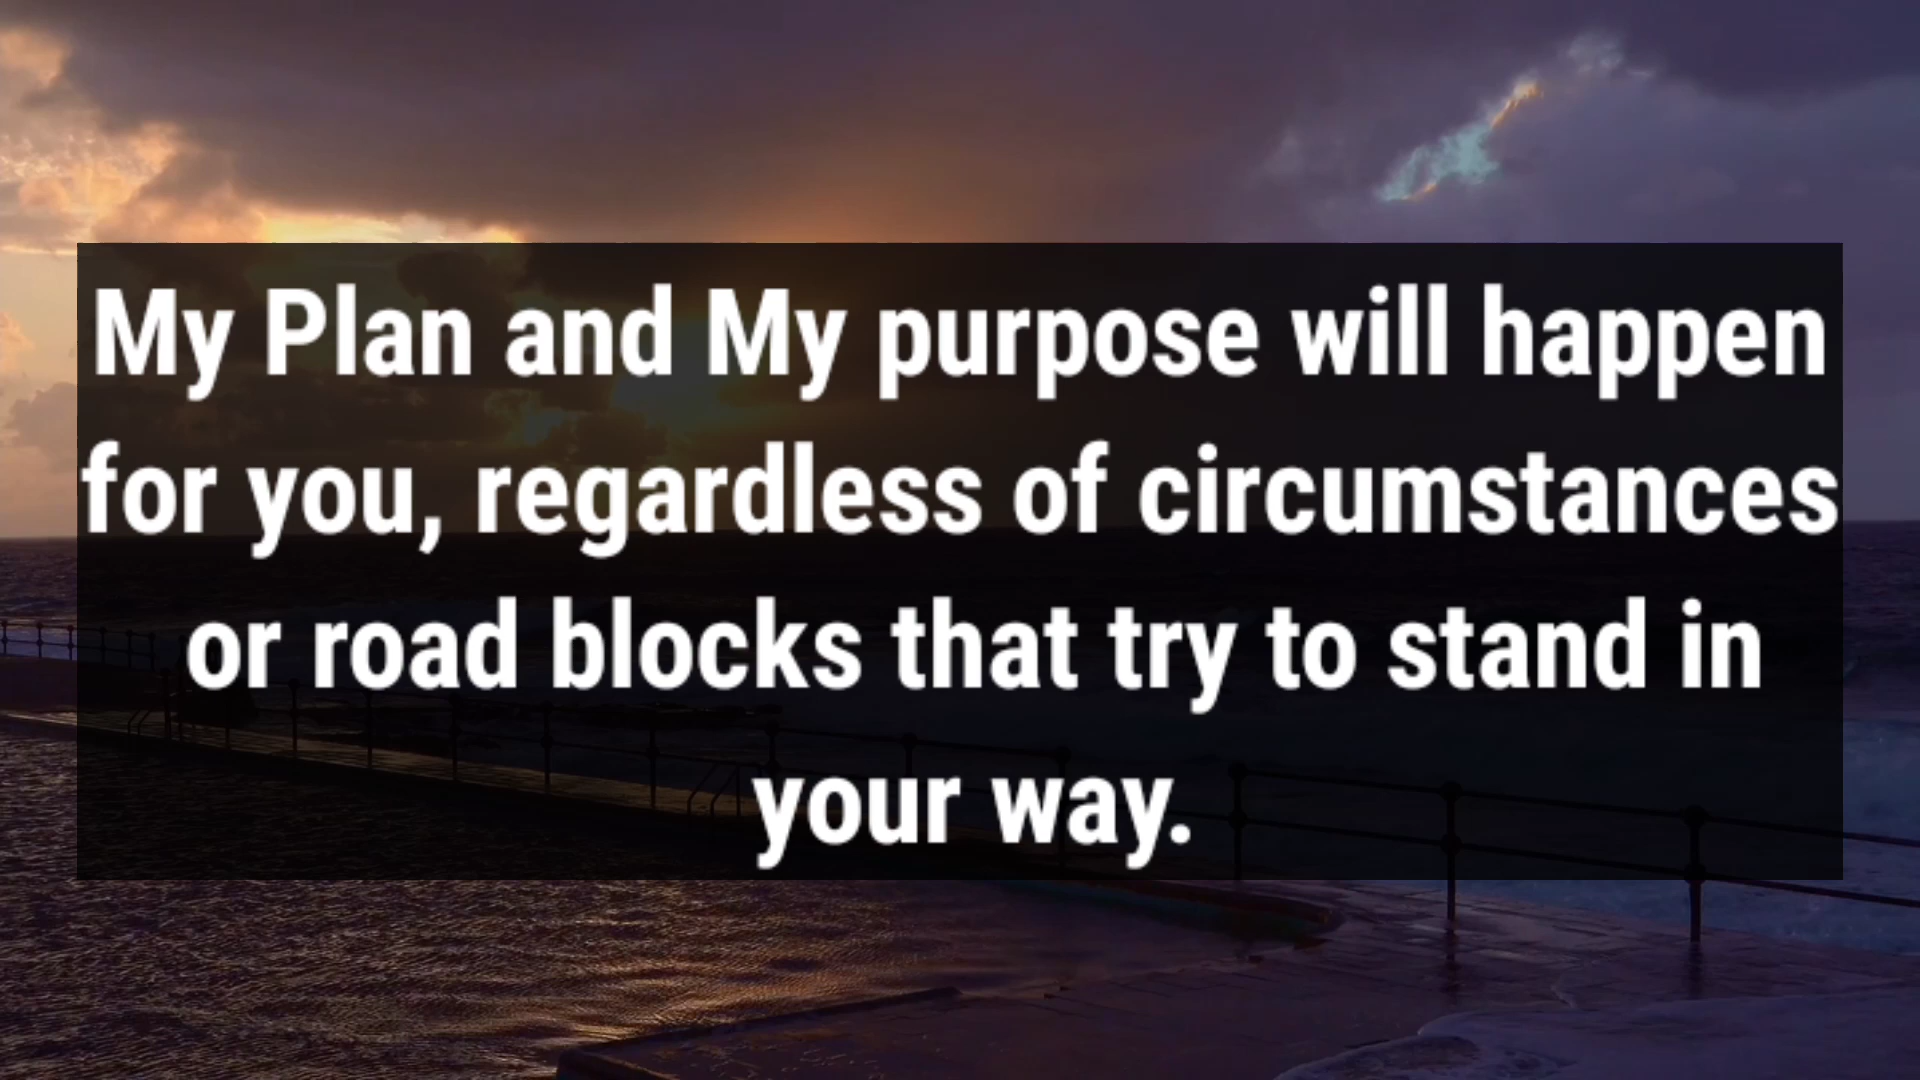 My Plan and My purpose will happen
for you, regardless of circumstances
or road blocks that try to stand in
your way.